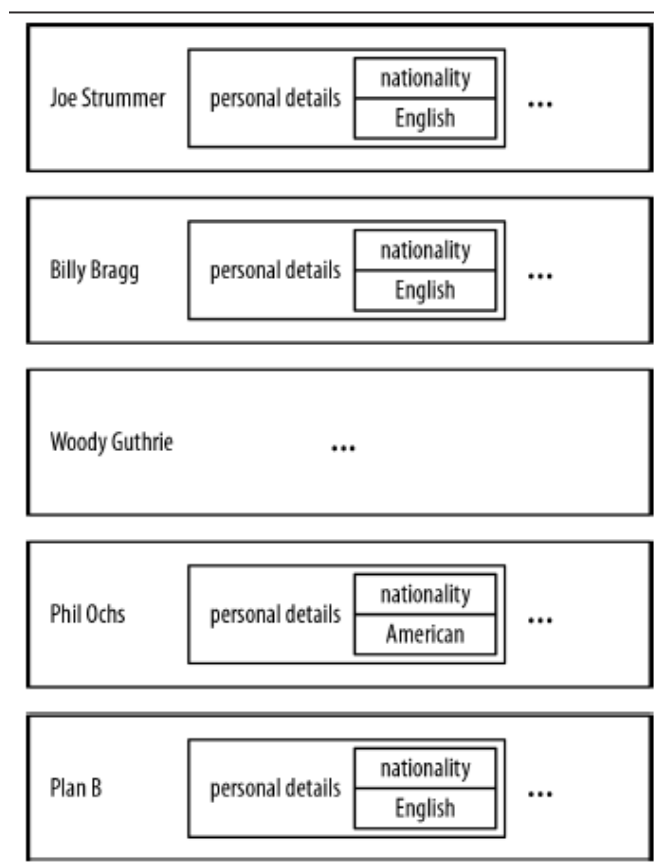 Joe Strummer
personal details
nationality
English
...
Billy Bragg
personal details
nationality
English
...
Woody Guthrie
...
Phil Ochs
personal details
nationality
American
...
Plan B
personal details
nationality
English
...